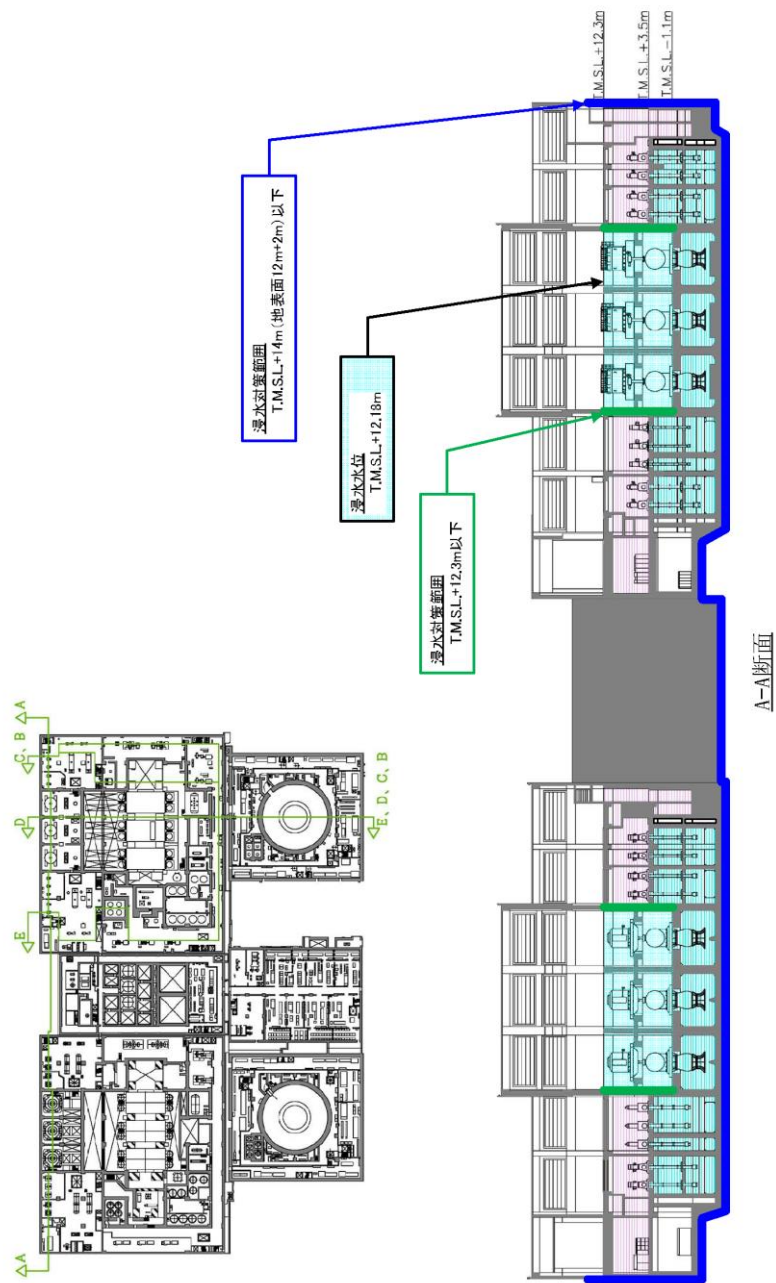 T.M.S.L.+12.3m
T.M.S.L.+3.5m
T.M.S.L.-1.1m
浸水対策範囲
T.M.S.L.+14m(地表面12m+2m)以下
浸水水位
T.M.S.L.+12.18m
浸水対策範囲
T.M.S.L.+12.3m以下
A
C、B
D
E
A
E、D、C、B
A-A断面